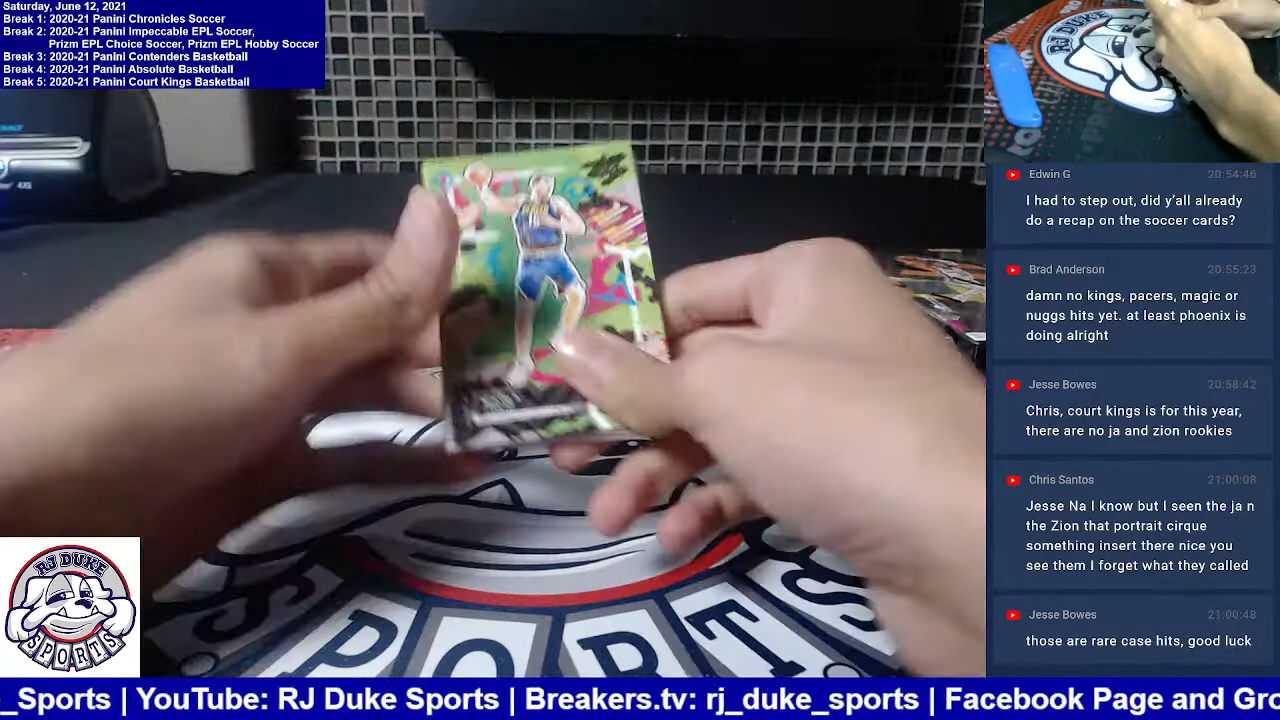 Saturday, June 12, 2021
Break 1: 2020-21 Panini Chronicles Soccer
Break 2: 2020-21 Panini Impeccable EPL Soccer,
Prizm EPL Choice Soccer, Prizm EPL Hobby Soccer
Break 3: 2020-21 Panini Contenders Basketball
Break 4: 2020-21 Panini Absolute Basketball
Break 5: 2020-21 Panini Court Kings Basketball
RJ DUKE
Edwin G 20:54:46
I had to step out, did y'all already
do a recap on the soccer cards?
Brad Anderson 20:55:23
damn no kings, pacers, magic or
nuggs hits yet. at least phoenix is
doing alright
Jesse Bowes 20:58:42
Chris, court kings is for this year,
there are no ja and zion rookies
Chris Santos 21:00:08
Jesse Na I know but I seen the ja n
the Zion that portrait cirque
something insert there nice you
see them I forget what they called
Jesse Bowes 21:00:48
those are rare case hits, good luck
RJ DUKE
SPORTS
SPORTS
_Sports | YouTube: RJ Duke Sports | Breakers.tv: rj_duke_sports | Facebook Page and Gro